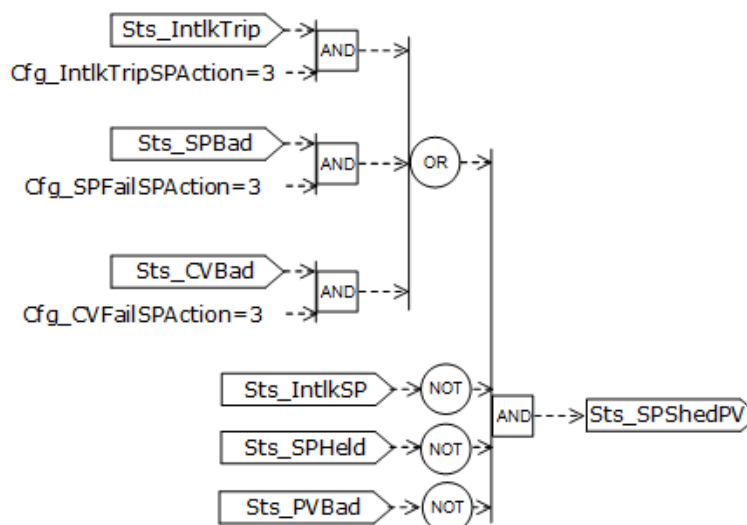 Sts_IntlkTrip
AND
Cfg_IntlkTripSPAction=3
Sts_SPBad
AND
OR
Cfg_SPFailSPAction=3
Sts_CVBad
AND
Cfg_CVFailSPAction=3
Sts_IntlkSP
NOT
AND
Sts_SPShedPV
Sts_SPHeld
NOT
Sts_PVBad
NOT